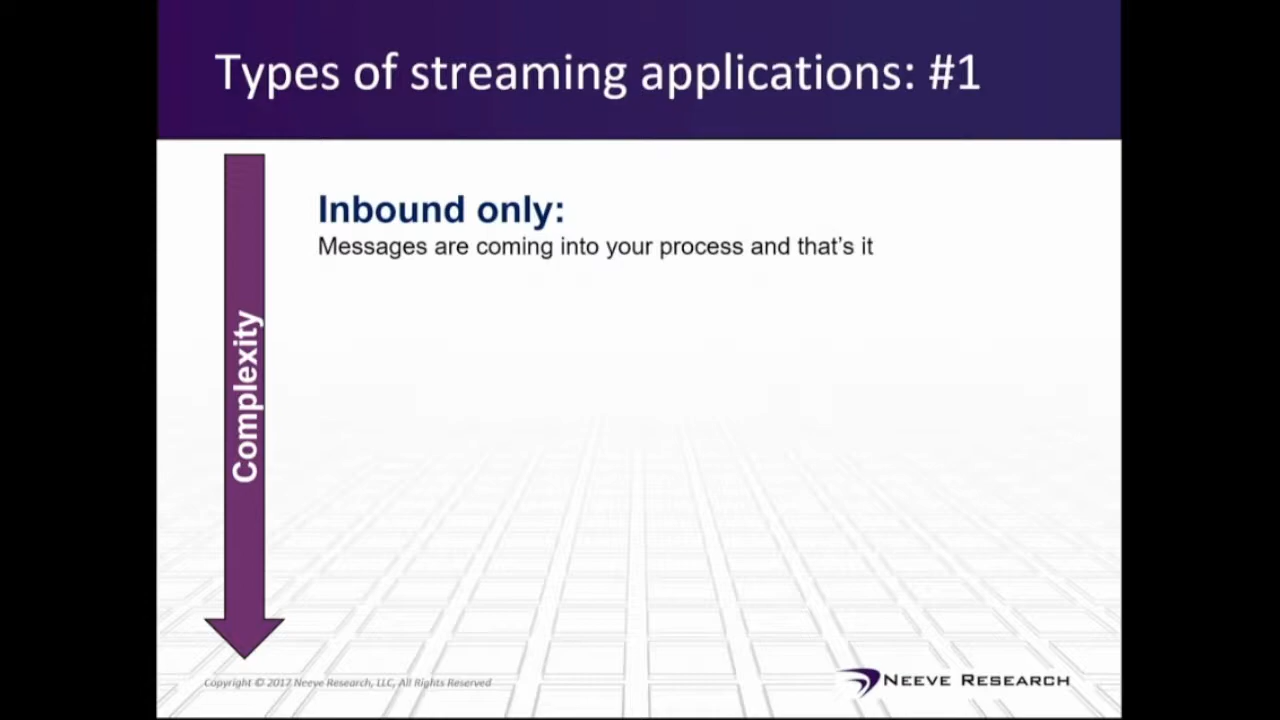 Types of streaming applications: #1
Inbound only:
Messages are coming into your process and that's it
Complexity
Copyright © 2017 Neeve Research, LLC, All Rights Reserved
NEEVE RESEARCH